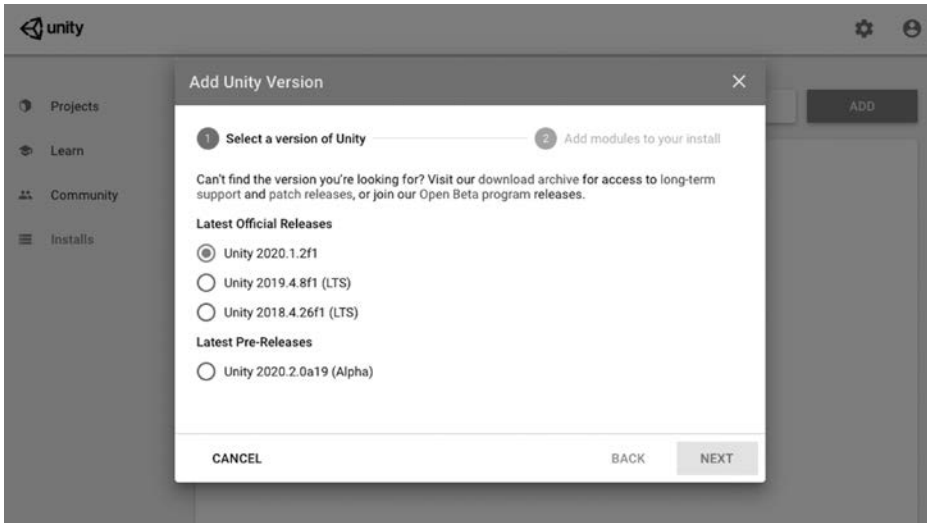 unity
Add Unity Version
Projects
Learn
Community
Installs
ADD
1 Select a version of Unity
2 Add modules to your install
Can't find the version you're looking for? Visit our download archive for access to long-term
support and patch releases, or join our Open Beta program releases.
Latest Official Releases
Unity 2020.1.2f1
Unity 2019.4.8f1 (LTS)
Unity 2018.4.26f1 (LTS)
Latest Pre-Releases
Unity 2020.2.0a19 (Alpha)
CANCEL
BACK
NEXT